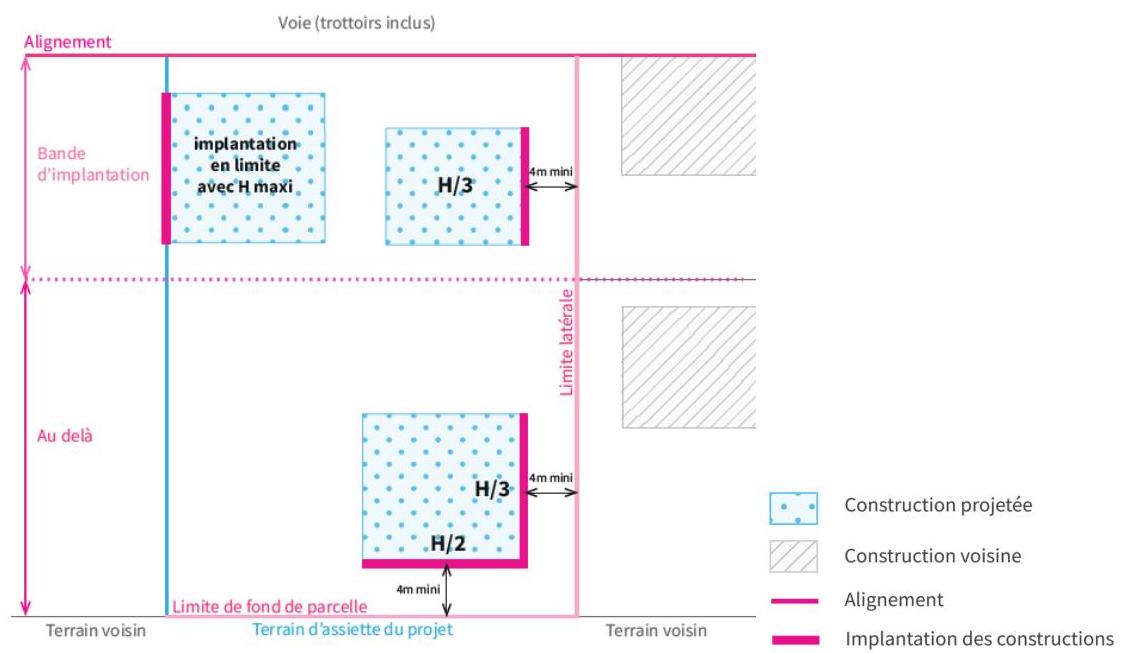 Voie (trottoirs inclus)
Alignement
Bande
d'implantation
implantation
en limite
avec H maxi
H/3
4m mini
Limite latérale
Au delà
H/3
4m mini
H/2
4m mini
Limite de fond de parcelle
Terrain voisin
Terrain d'assiette du projet
Terrain voisin
Construction projetée
Construction voisine
Alignement
Implantation des constructions